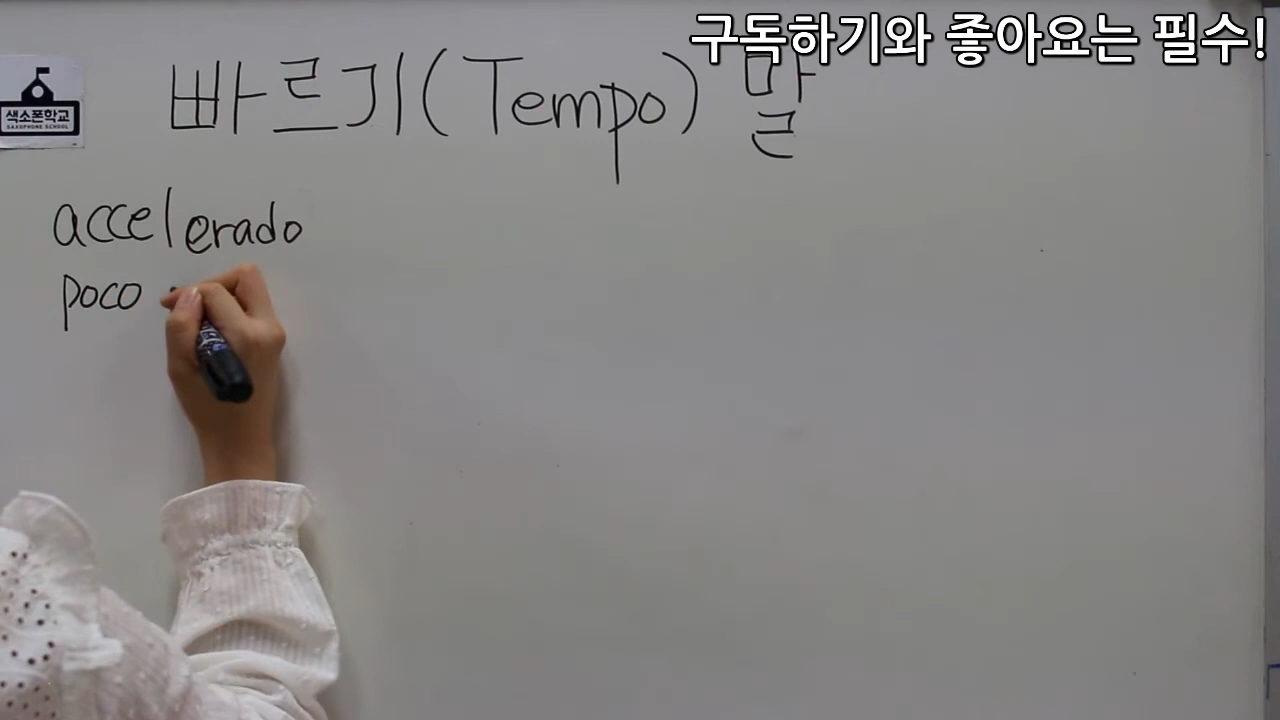 구독하기와 좋아요는 필수!
빠르기(Tempo) 말
색소폰학교
SAXOPHONE SCHOOL
accelerado
poco